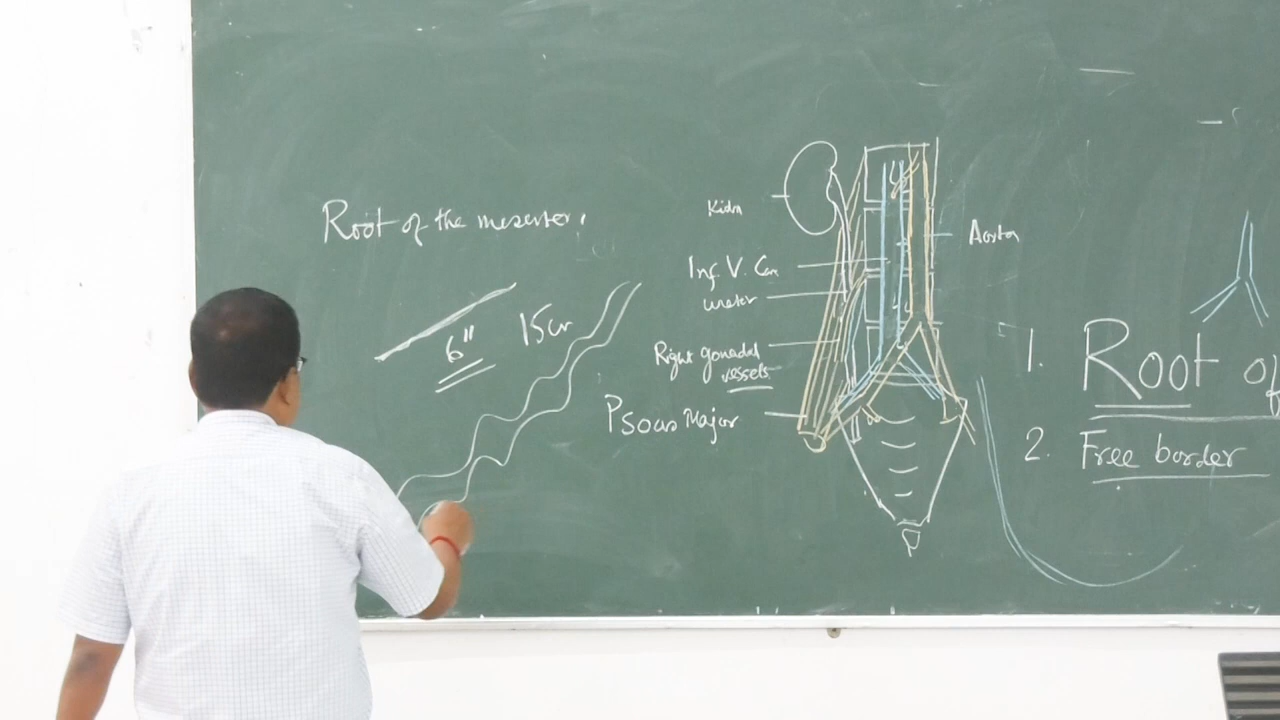 Root of the mesenter.
6"
15cm
Kidn
Inf. V. Cav
ureter
Right gonadal
vessels
Psoas Major
Aorta
1. Root of
2. Free border